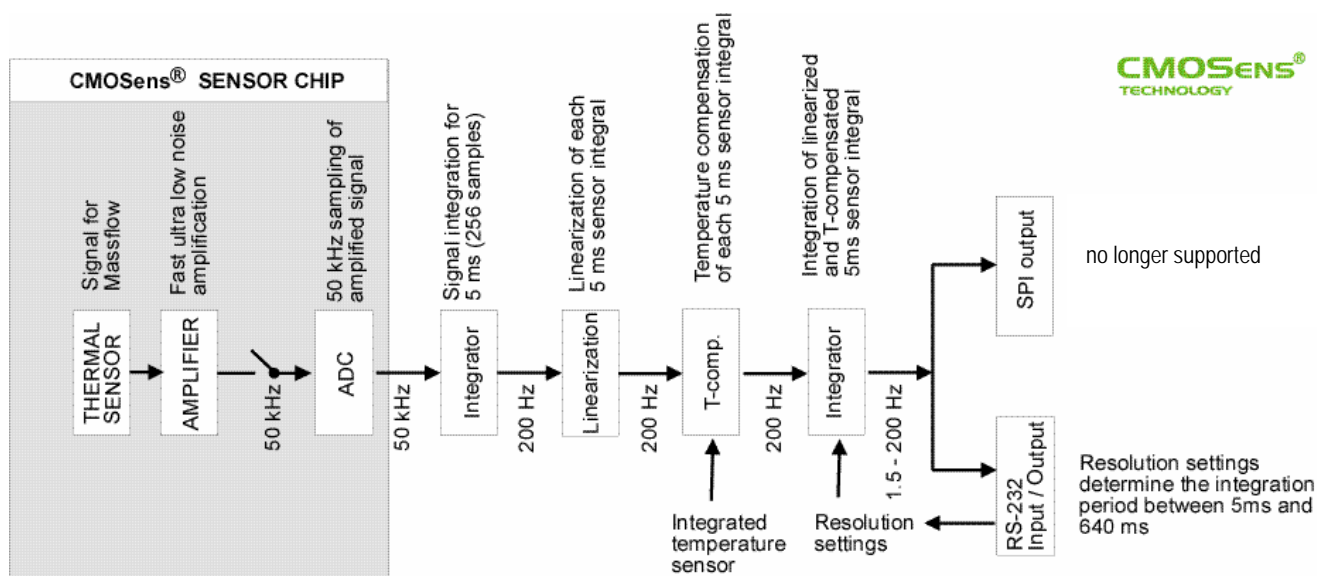 CMOSENS®
TECHNOLOGY
CMOSens® SENSOR CHIP
Signal for
Massflow
Fast ultra low noise
amplification
50 kHz sampling of
amplified signal
Signal integration for
5 ms (256 samples)
Linearization of each
5 ms sensor integral
Temperature compensation
of each 5 ms sensor integral
Integration of linearized
and T-compensated
5ms sensor integral
THERMAL
SENSOR
AMPLIFIER
50 kHz
ADC
50 kHz
Integrator
200 Hz
Linearization
200 Hz
T-comp.
200 Hz
Integrator
1.5 - 200 Hz
SPI output
no longer supported
RS-232
Input / Output
Resolution settings
determine the integration
period between 5ms and
640 ms
Integrated
temperature
sensor
Resolution
settings